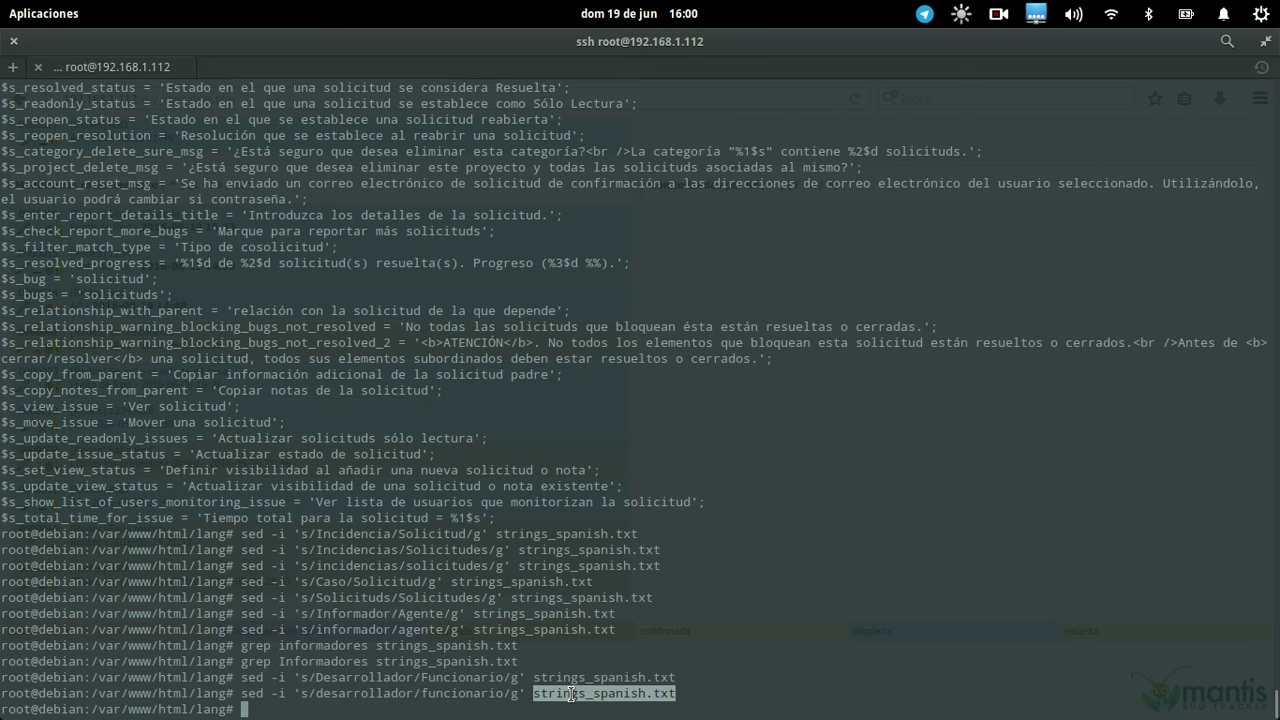 Aplicaciones
dom 19 de jun 16:00
ssh root@192.168.1.112
... root@192.168.1.112
Buscar
$s_resolved_status = 'Estado en el que una solicitud se considera Resuelta';
$s_readonly_status = 'Estado en el que una solicitud se establece como Sólo Lectura';
$s_reopen_status = 'Estado en el que se establece una solicitud reabierta';
$s_reopen_resolution = 'Resolución que se establece al reabrir una solicitud';
$s_category_delete_sure_msg = '¿Está seguro que desea eliminar esta categoría?<br />La categoría "%1$s" contiene %2$d solicituds.';
$s_project_delete_msg = '¿Está seguro que desea eliminar este proyecto y todas las solicituds asociadas al mismo?';
$s_account_reset_msg = 'Se ha enviado un correo electrónico de solicitud de confirmación a las direcciones de correo electrónico del usuario seleccionado. Utilizándolo,
el usuario podrá cambiar si contraseña.';
$s_enter_report_details_title = 'Introduzca los detalles de la solicitud.';
$s_check_report_more_bugs = 'Marque para reportar más solicituds';
$s_filter_match_type = 'Tipo de cosolicitud';
$s_resolved_progress = '%1$d de %2$d solicitud(s) resuelta(s). Progreso (%3$d %%).';
$s_bug = 'solicitud';
$s_bugs = 'solicituds';
$s_relationship_with_parent = 'relación con la solicitud de la que depende';
$s_relationship_warning_blocking_bugs_not_resolved = 'No todas las solicituds que bloquean ésta están resueltas o cerradas.';
$s_relationship_warning_blocking_bugs_not_resolved_2 = '<b>ATENCIÓN</b>. No todos los elementos que bloquean esta solicitud están resueltos o cerrados.<br />Antes de <b>
cerrar/resolver</b> una solicitud, todos sus elementos subordinados deben estar resueltos o cerrados.';
$s_copy_from_parent = 'Copiar información adicional de la solicitud padre';
$s_copy_notes_from_parent = 'Copiar notas de la solicitud';
$s_view_issue = 'Ver solicitud';
$s_move_issue = 'Mover una solicitud';
$s_update_readonly_issues = 'Actualizar solicituds sólo lectura';
$s_update_issue_status = 'Actualizar estado de solicitud';
$s_set_view_status = 'Definir visibilidad al añadir una nueva solicitud o nota';
$s_update_view_status = 'Actualizar visibilidad de una solicitud o nota existente';
$s_show_list_of_users_monitoring_issue = 'Ver lista de usuarios que monitorizan la solicitud';
$s_total_time_for_issue = 'Tiempo total para la solicitud = %1$s';
root@debian:/var/www/html/lang# sed -i 's/Incidencia/Solicitud/g' strings_spanish.txt
root@debian:/var/www/html/lang# sed -i 's/Incidencias/Solicitudes/g' strings_spanish.txt
root@debian:/var/www/html/lang# sed -i 's/incidencias/solicitudes/g' strings_spanish.txt
root@debian:/var/www/html/lang# sed -i 's/Caso/Solicitud/g' strings_spanish.txt
root@debian:/var/www/html/lang# sed -i 's/Solicituds/Solicitudes/g' strings_spanish.txt
root@debian:/var/www/html/lang# sed -i 's/Informador/Agente/g' strings_spanish.txt
root@debian:/var/www/html/lang# sed -i 's/informador/agente/g' strings_spanish.txt
confirmada
asignada
resuelta
root@debian:/var/www/html/lang# grep informadores strings_spanish.txt
root@debian:/var/www/html/lang# grep Informadores strings_spanish.txt
root@debian:/var/www/html/lang# sed -i 's/Desarrollador/Funcionario/g' strings_spanish.txt
root@debian:/var/www/html/lang# sed -i 's/desarrollador/funcionario/g' strings_spanish.txt
root@debian:/var/www/html/lang#
mantis
BUG TRACKER